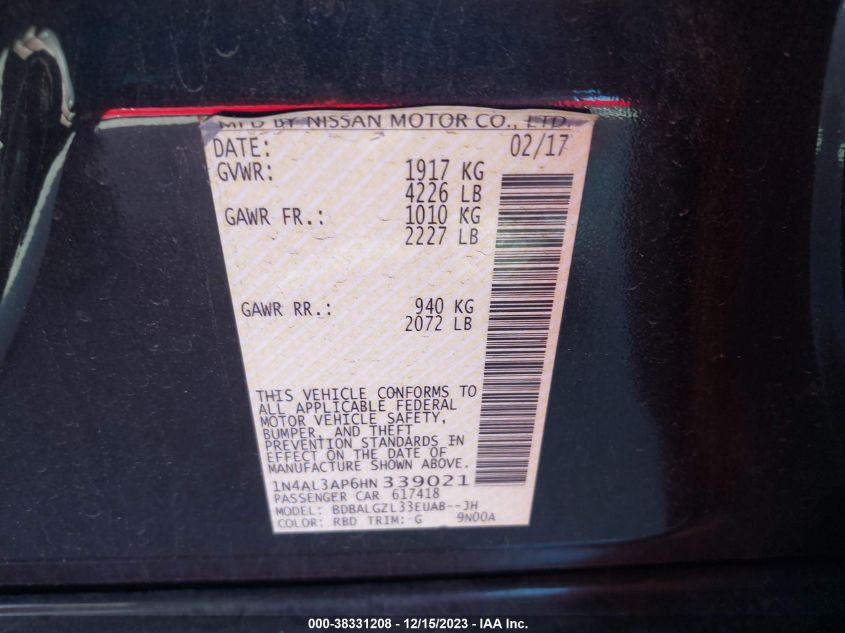 MFD BY NISSAN MOTOR CO., LTD.
DATE: 02/17
GVWR: 1917 KG
4226 LB
GAWR FR.: 1010 KG
2227 LB
GAWR RR.: 940 KG
2072 LB
THIS VEHICLE CONFORMS TO
ALL APPLICABLE FEDERAL
MOTOR VEHICLE SAFETY,
BUMPER, AND THEFT
PREVENTION STANDARDS IN
EFFECT ON THE DATE OF
MANUFACTURE SHOWN ABOVE.
1N4AL3AP6HN 339021
PASSENGER CAR 617418
MODEL: BDBALGZL33EUAB--JH
COLOR: RBD TRIM: G 9N00A
000-38331208 - 12/15/2023 - IAA Inc.